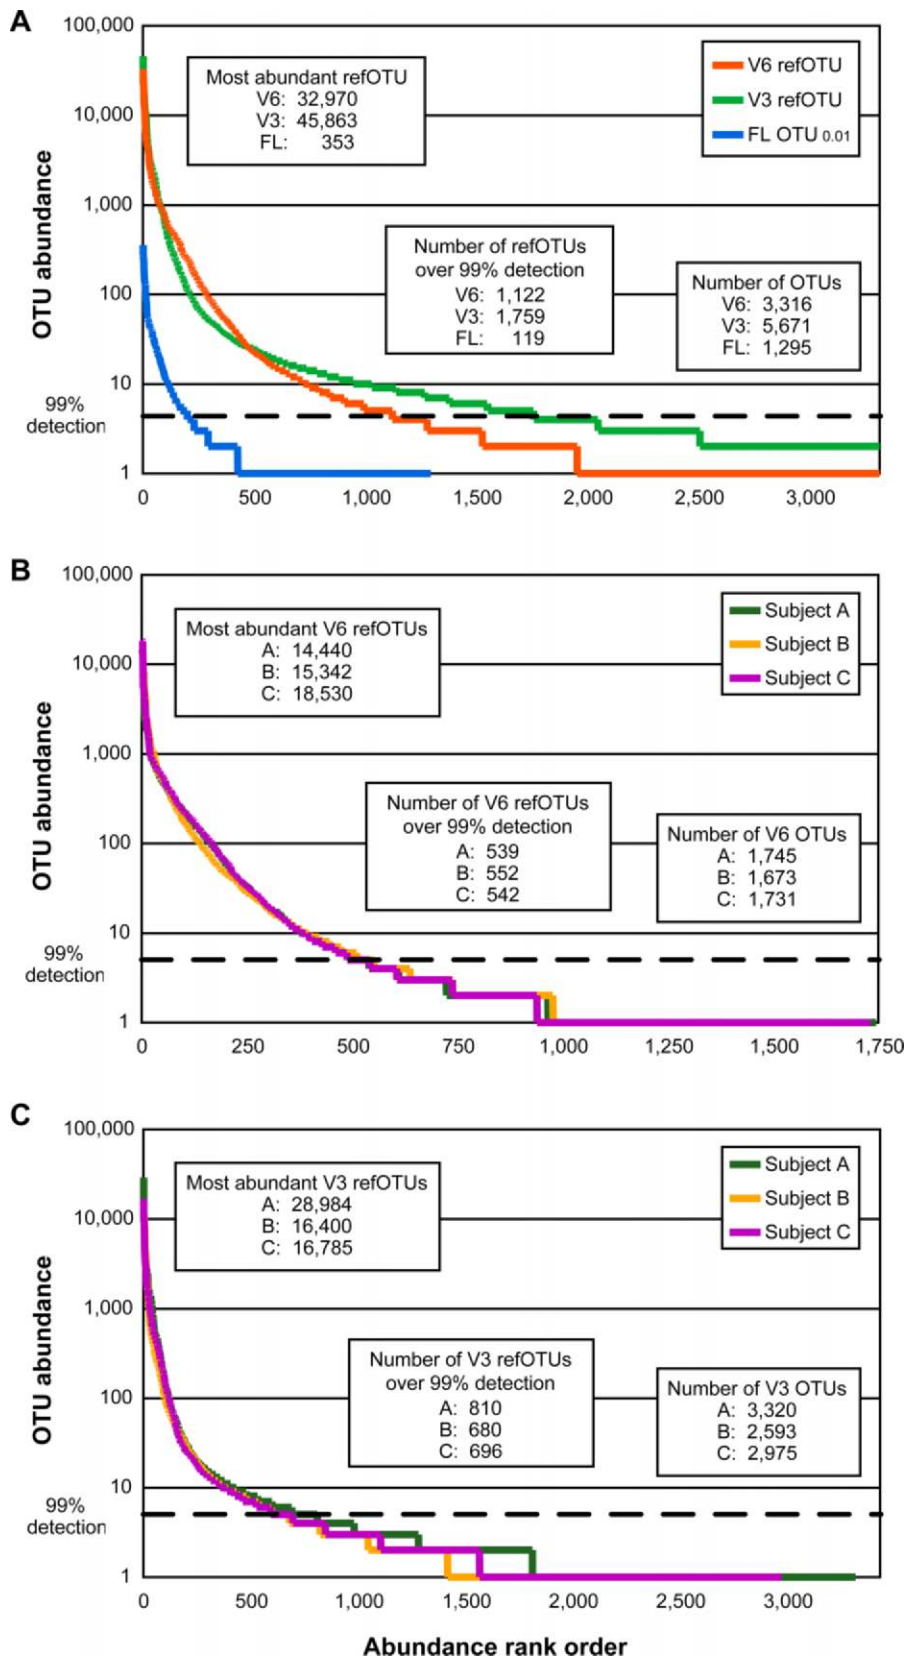 A
100,000
10,000
1,000
100
10
1
OTU abundance
99%
detection
Most abundant refOTU
V6: 32,970
V3: 45,863
FL: 353
V6 refOTU
V3 refOTU
FL OTU 0.01
Number of refOTUs
over 99% detection
V6: 1,122
V3: 1,759
FL: 119
Number of OTUs
V6: 3,316
V3: 5,671
FL: 1,295
0 500 1,000 1,500 2,000 2,500 3,000
B
100,000
10,000
1,000
100
10
1
OTU abundance
99%
detection
Most abundant V6 refOTUs
A: 14,440
B: 15,342
C: 18,530
Subject A
Subject B
Subject C
Number of V6 refOTUs
over 99% detection
A: 539
B: 552
C: 542
Number of V6 OTUs
A: 1,745
B: 1,673
C: 1,731
0 250 500 750 1,000 1,250 1,500 1,750
C
100,000
10,000
1,000
100
10
1
OTU abundance
99%
detection
Most abundant V3 refOTUs
A: 28,984
B: 16,400
C: 16,785
Subject A
Subject B
Subject C
Number of V3 refOTUs
over 99% detection
A: 810
B: 680
C: 696
Number of V3 OTUs
A: 3,320
B: 2,593
C: 2,975
0 500 1,000 1,500 2,000 2,500 3,000
Abundance rank order